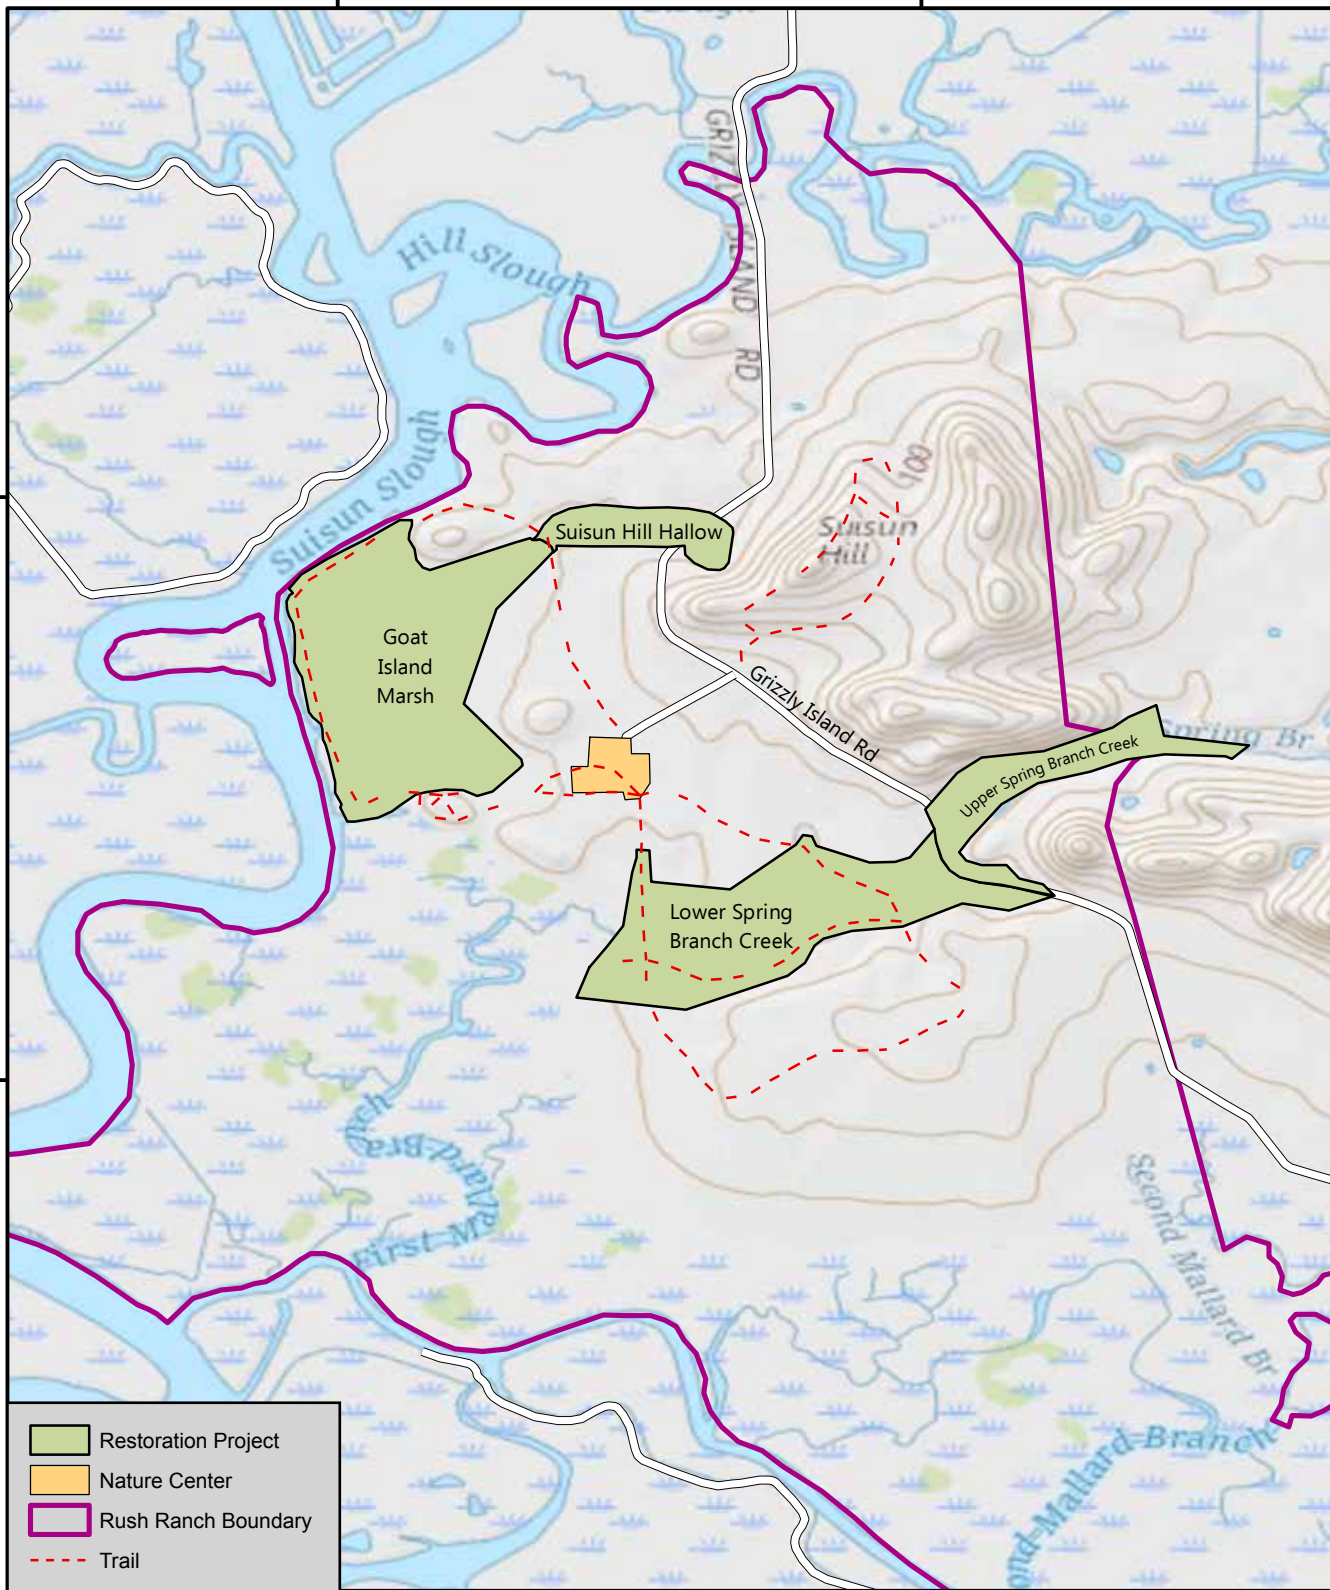 GRIZZLY ISLAND RD
Hill Slough
Suisun Slough
100
Suisun
Hill
Suisun Hill Hallow
Goat
Island
Marsh
Grizzly Island Rd
Spring Br
Upper Spring Branch Creek
Lower Spring
Branch Creek
First Mallard Branch
Second Mallard Br
ond Mallard Branch
Restoration Project
Nature Center
Rush Ranch Boundary
Trail